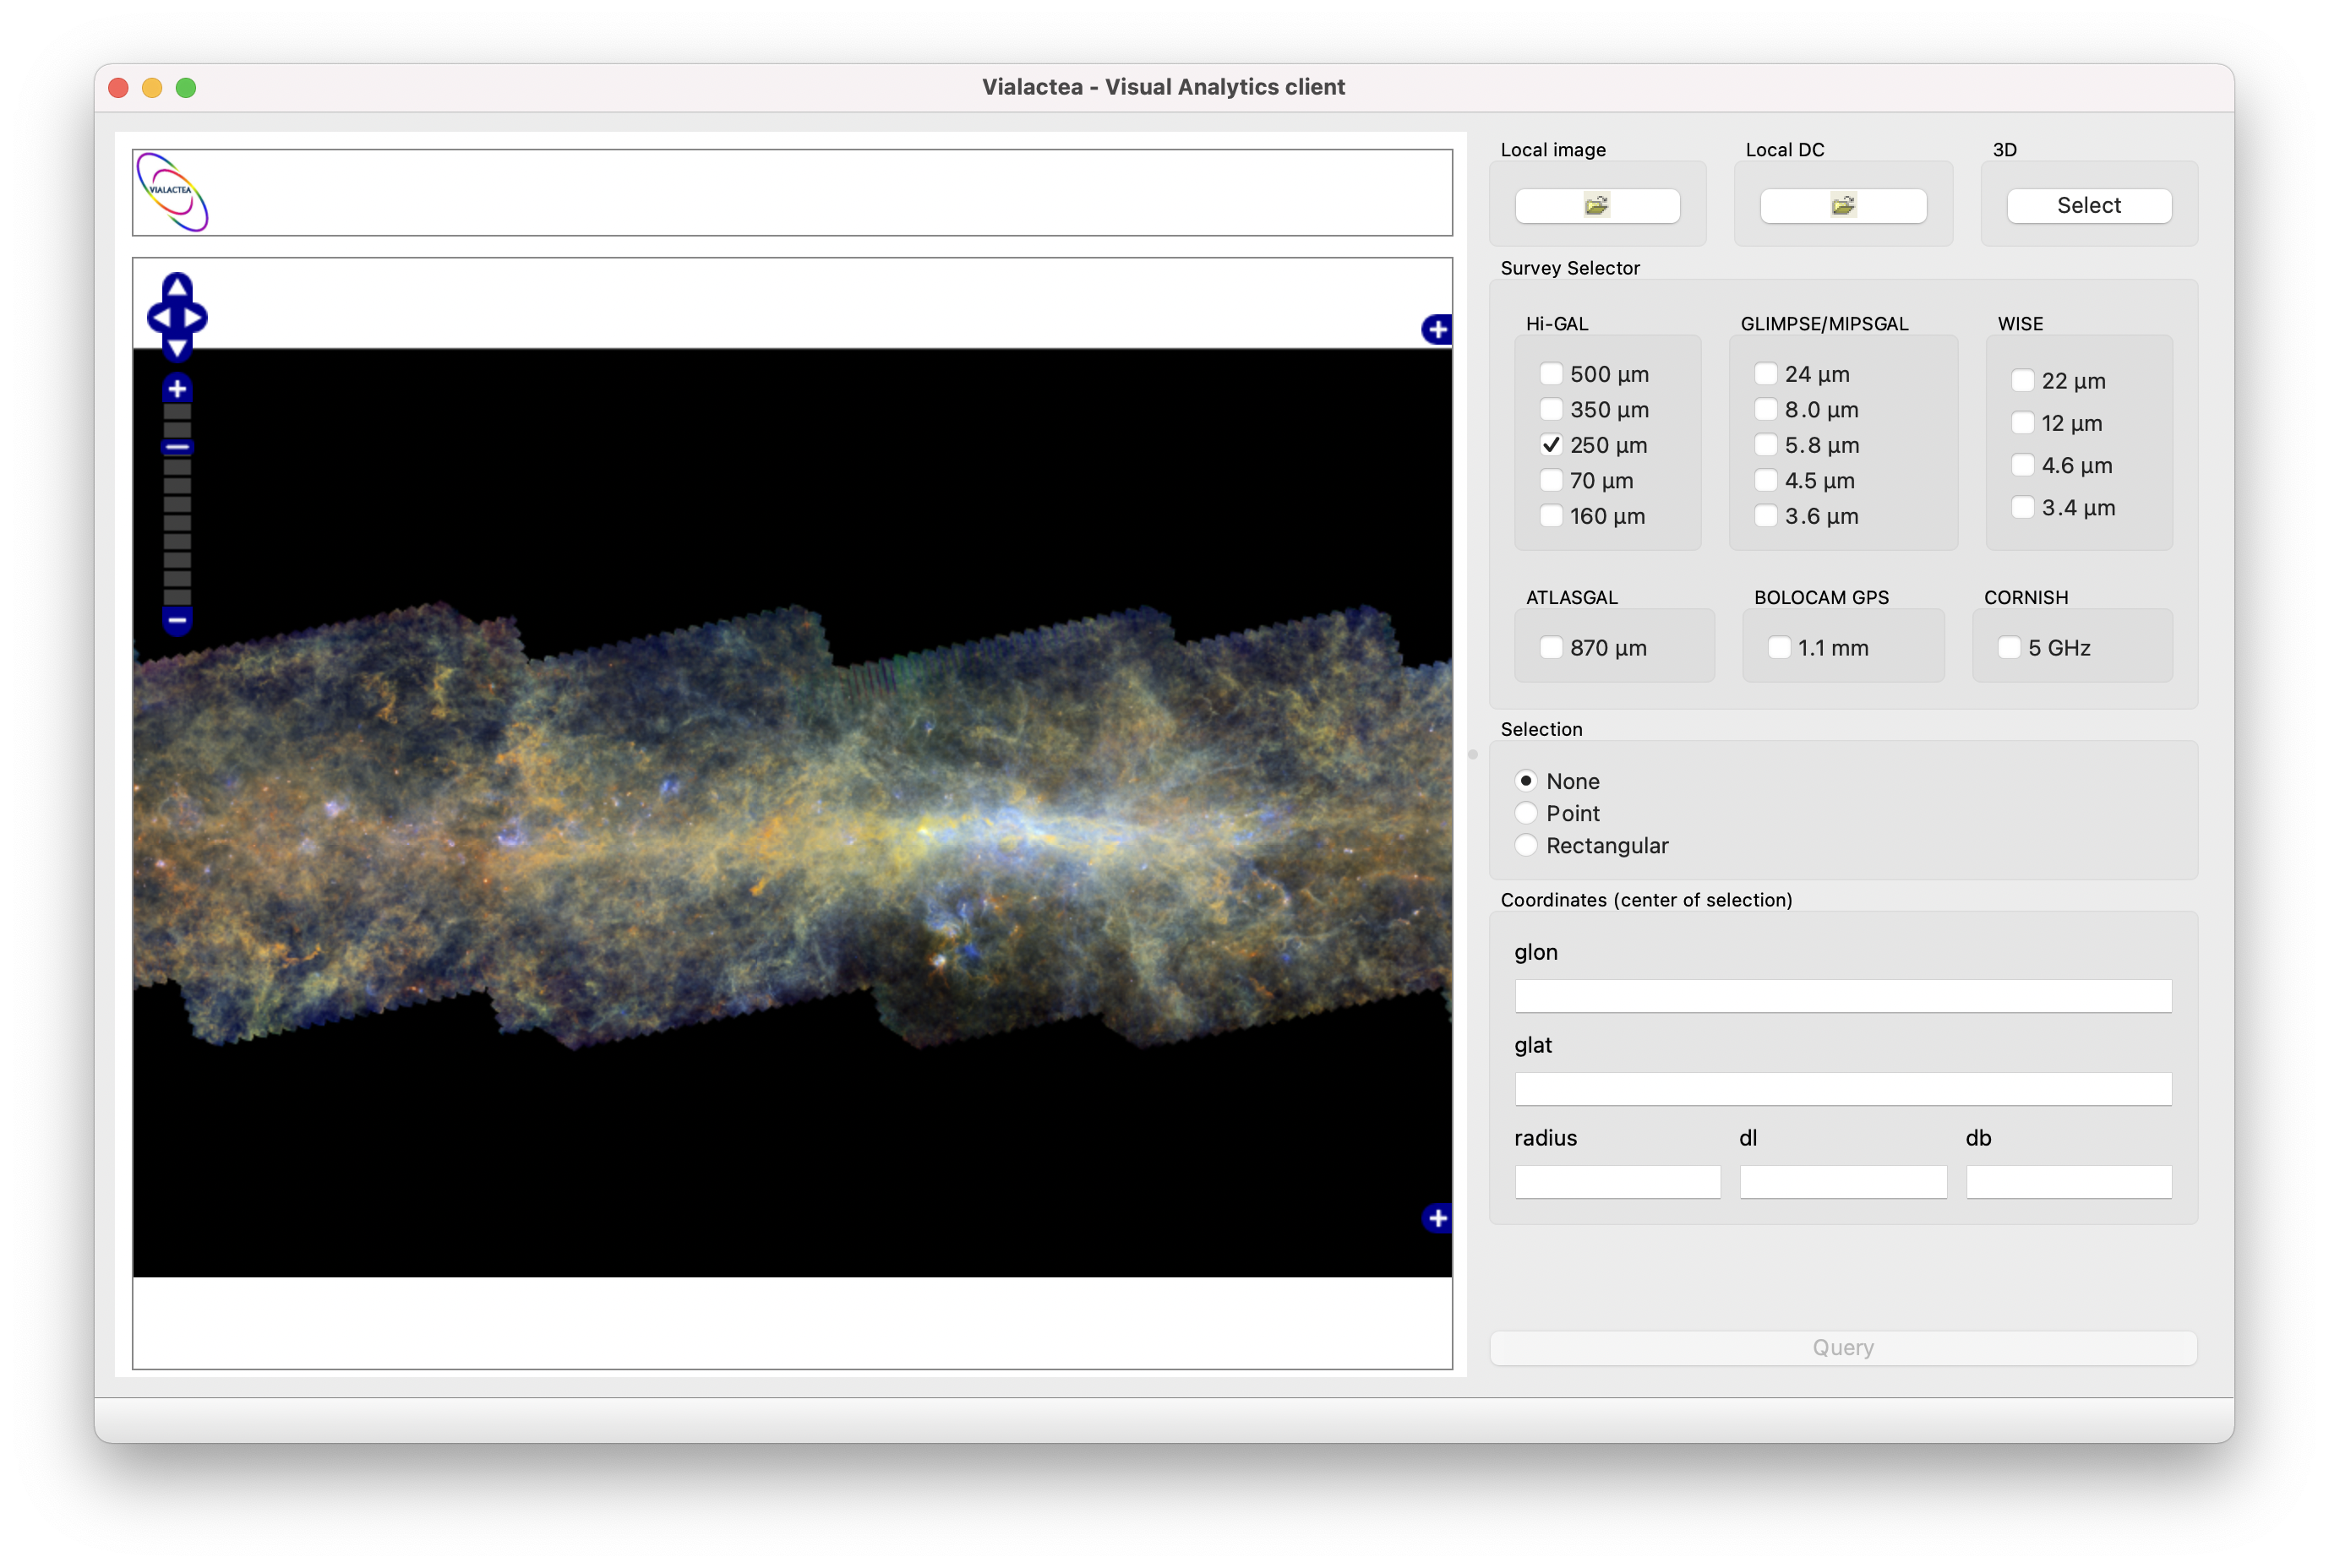 Vialactea - Visual Analytics client
VIALACTEA
Local image
Local DC
3D
Select
Survey Selector
Hi-GAL
500 µm
350 µm
250 µm
70 µm
160 µm
GLIMPSE/MIPSGAL
24 µm
8.0 µm
5.8 µm
4.5 µm
3.6 µm
WISE
22 µm
12 µm
4.6 µm
3.4 µm
ATLASGAL
870 µm
BOLOCAM GPS
1.1 mm
CORNISH
5 GHz
Selection
None
Point
Rectangular
Coordinates (center of selection)
glon
glat
radius
dl
db
Query